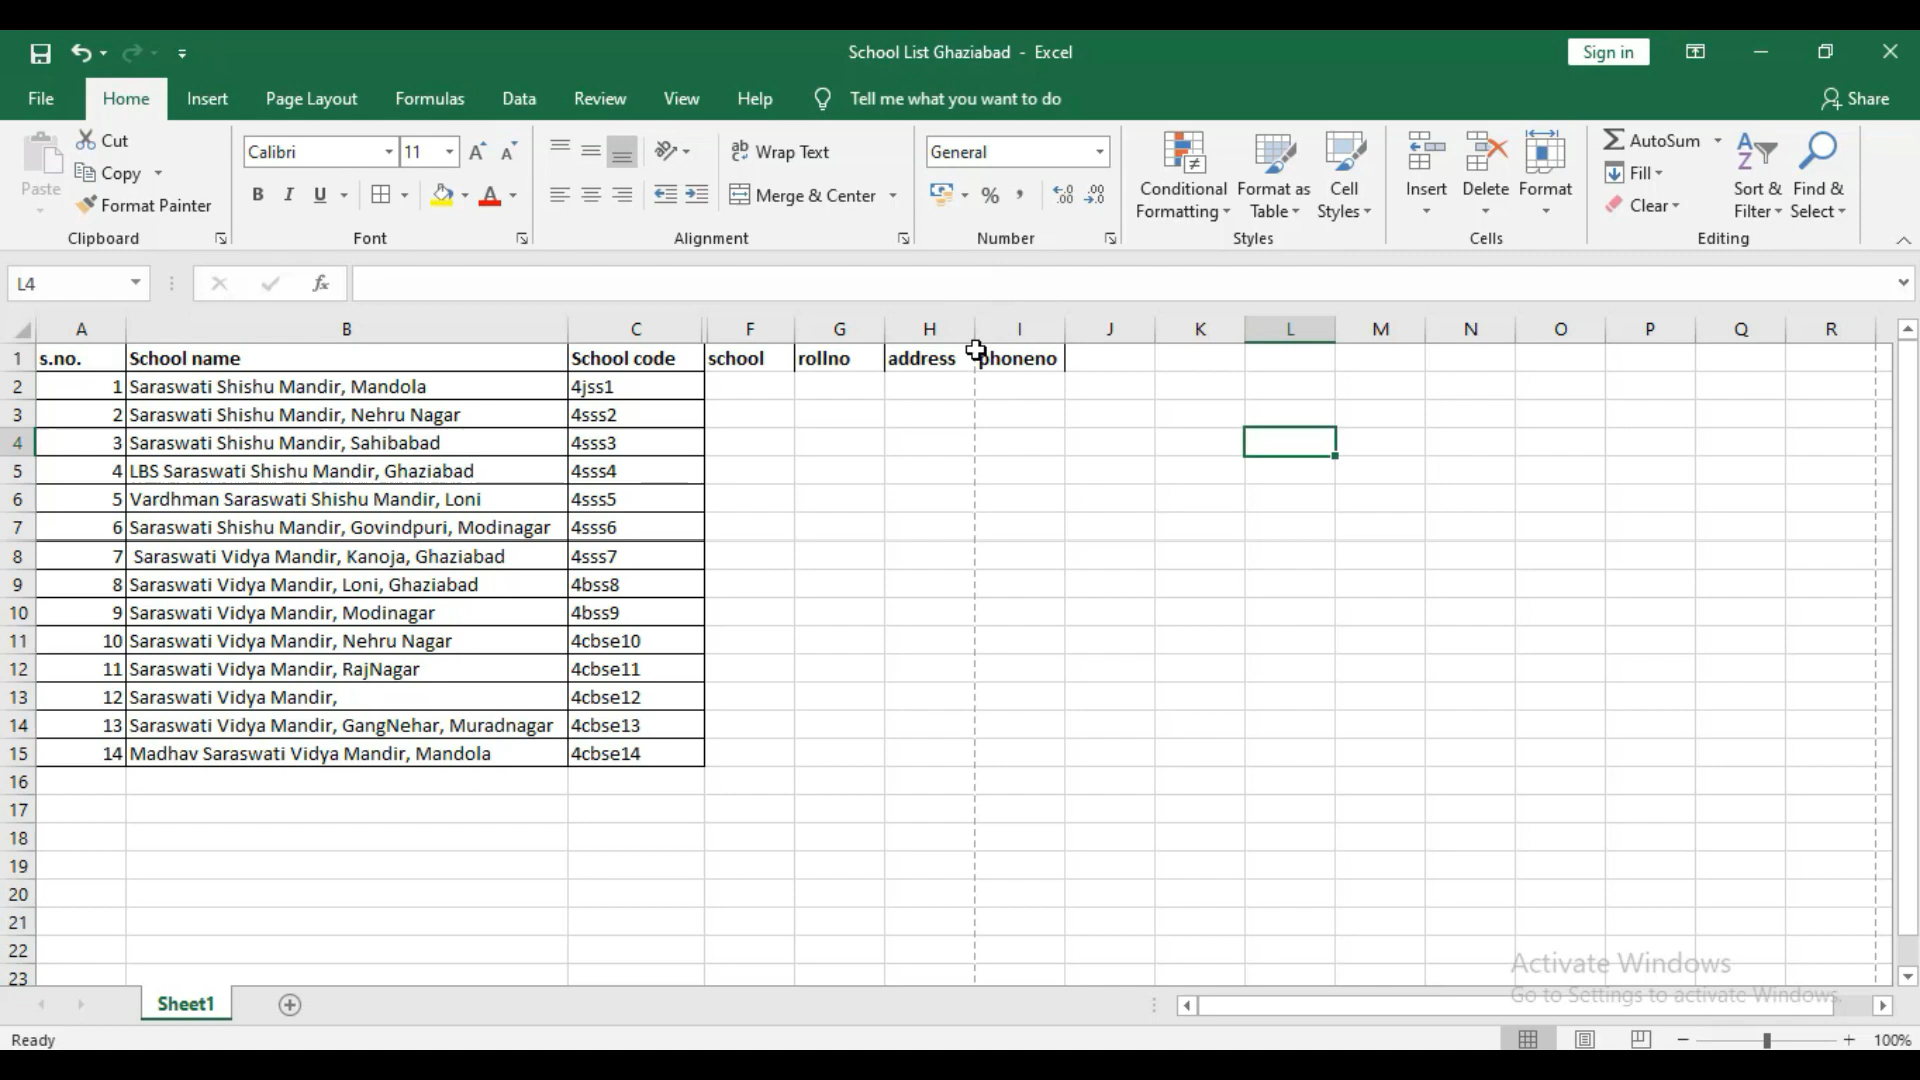 School List Ghaziabad - Excel
Sign in
File Home Insert Page Layout Formulas Data Review View Help Tell me what you want to do Share
Paste
Cut
Copy
Format Painter
Clipboard
Calibri 11
B I U A
Font
Wrap Text
Merge & Center
Alignment
General
% ,
Number
Conditional Formatting
Format as Table
Cell Styles
Styles
Insert Delete Format
Cells
AutoSum
Fill
Clear
Sort & Filter
Find & Select
Editing
L4 fx
A B C F G H I J K L M N O P Q R
1 s.no. School name School code school rollno address phoneno
2 1 Saraswati Shishu Mandir, Mandola 4jss1
3 2 Saraswati Shishu Mandir, Nehru Nagar 4sss2
4 3 Saraswati Shishu Mandir, Sahibabad 4sss3
5 4 LBS Saraswati Shishu Mandir, Ghaziabad 4sss4
6 5 Vardhman Saraswati Shishu Mandir, Loni 4sss5
7 6 Saraswati Shishu Mandir, Govindpuri, Modinagar 4sss6
8 7 Saraswati Vidya Mandir, Kanoja, Ghaziabad 4sss7
9 8 Saraswati Vidya Mandir, Loni, Ghaziabad 4bss8
10 9 Saraswati Vidya Mandir, Modinagar 4bss9
11 10 Saraswati Vidya Mandir, Nehru Nagar 4cbse10
12 11 Saraswati Vidya Mandir, RajNagar 4cbse11
13 12 Saraswati Vidya Mandir, 4cbse12
14 13 Saraswati Vidya Mandir, GangNehar, Muradnagar 4cbse13
15 14 Madhav Saraswati Vidya Mandir, Mandola 4cbse14
16
17
18
19
20
21
22
23
Activate Windows
Go to Settings to activate Windows.
Sheet1
Ready
100%